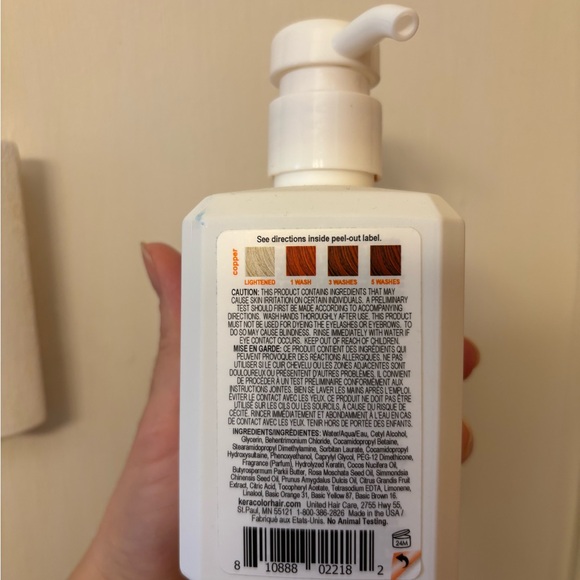 See directions inside peel-out label.
copper
LIGHTENED 1 WASH 3 WASHES 5 WASHES
CAUTION: THIS PRODUCT CONTAINS INGREDIENTS THAT MAY
CAUSE SKIN IRRITATION ON CERTAIN INDIVIDUALS. A PRELIMINARY
TEST SHOULD FIRST BE MADE ACCORDING TO ACCOMPANYING
DIRECTIONS. WASH HANDS THOROUGHLY AFTER USE. THIS PRODUCT
MUST NOT BE USED FOR DYEING THE EYELASHES OR EYEBROWS. TO
DO SO MAY CAUSE BLINDNESS. RINSE IMMEDIATELY WITH WATER IF
EYE CONTACT OCCURS. KEEP OUT OF REACH OF CHILDREN.
MISE EN GARDE: CE PRODUIT CONTIENT DES INGRÉDIENTS QUI
PEUVENT PROVOQUER DES RÉACTIONS ALLERGIQUES. NE PAS
UTILISER SI LE CUIR CHEVELU OU LES ZONES ADJACENTES SONT
DOULOUREUX OU PRÉSENTENT D'AUTRES PROBLÈMES. IL CONVIENT
DE PROCÉDER À UN TEST PRELIMINAIRE CONFORMÉMENT AUX
INSTRUCTIONS JOINTES. BIEN SE LAVER LES MAINS APRÈS L'EMPLOI.
ÉVITER LE CONTACT AVEC LES YEUX. CE PRODUIT NE DOIT PAS ÊTRE
UTILISÉ SUR LES CILS OU LES SOURCILS, A CAUSE DU RISQUE DE
CÉCITÉ. RINCER IMMÉDIATEMENT ET ABONDAMMENT EN CAS DE
CONTACT AVEC LES YEUX. TENIR HORS DE PORTÉE DES ENFANTS.
INGREDIENTS/INGRÉDIENTES: Water/Aqua/Eau, Cetyl Alcohol,
Glycerin, Behentrimonium Chloride, Cocamidopropyl Betaine,
Stearamidopropyl Dimethylamine, Sorbitan Laurate, Cocamidopropyl
Hydroxysultaine, Phenoxyethanol, Caprylyl Glycol, PEG-12 Dimethicone,
Fragrance (Parfum), Hydrolyzed Keratin, Cocos Nucifera Oil,
Butyrospermum Parkii Butter, Rosa Moschata Seed Oil, Simmondsia
Chinensis Seed Oil, Prunus Amygdalus Dulcis Oil, Citrus Grandis Fruit
Extract, Citric Acid, Tocopheryl Acetate, Tetrasodium EDTA, Limonene,
Linalool, Basic Orange 31, Basic Yellow 87, Basic Brown 16.
keracolorhair.com United Hair Care, 2755 Hwy 55,
St.Paul, MN 55121 1-800-386-2826 Made in the USA /
Fabriqué aux Etats-Unis. No Animal Testing.
24M
8 10888 02218 2